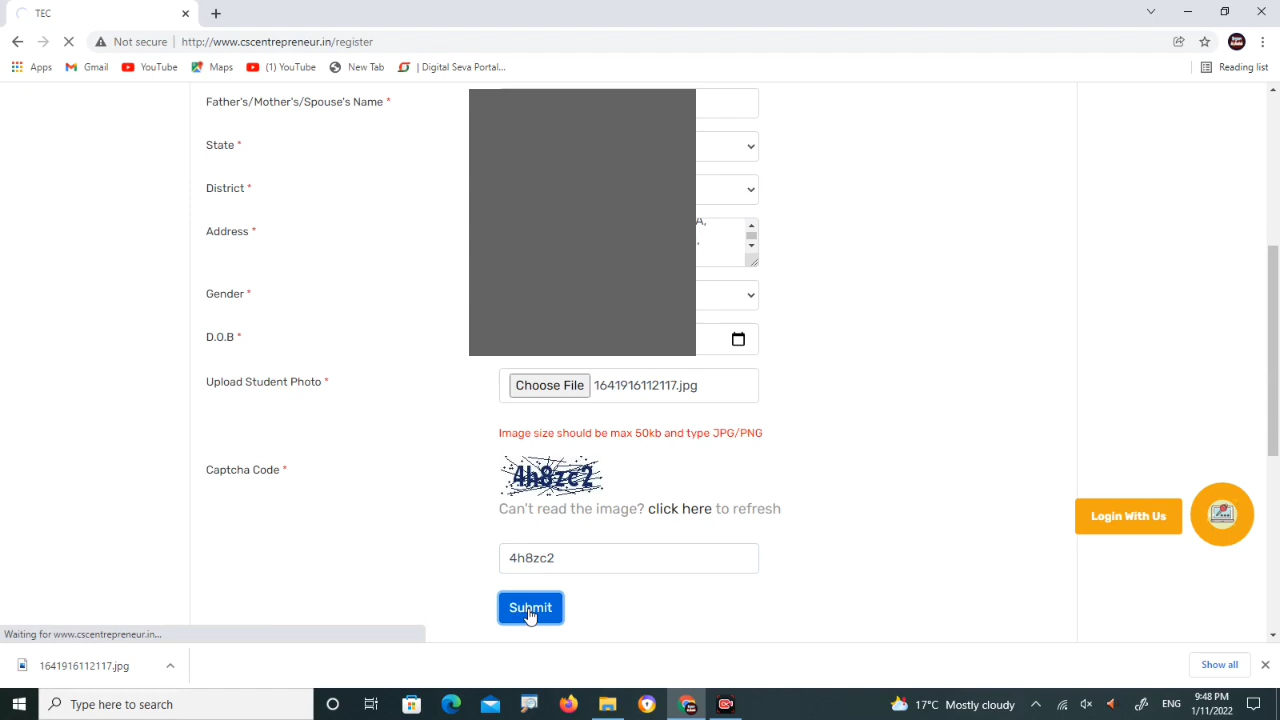 TEC
Not secure
http://www.cscentrepreneur.in/register
Apps
Gmail
YouTube
Maps
(1) YouTube
New Tab
| Digital Seva Portal...
Reading list
Father's/Mother's/Spouse's Name *
State *
District *
Address *
A,
,
Gender *
D.O.B *
Upload Student Photo *
Choose File 1641916112117.jpg
Image size should be max 50kb and type JPG/PNG
Captcha Code *
4h8zc2
Can't read the image? click here to refresh
Login With Us
4h8zc2
Submit
Waiting for www.cscentrepreneur.in...
1641916112117.jpg
Show all
Type here to search
17°C Mostly cloudy
ENG
9:48 PM
1/11/2022